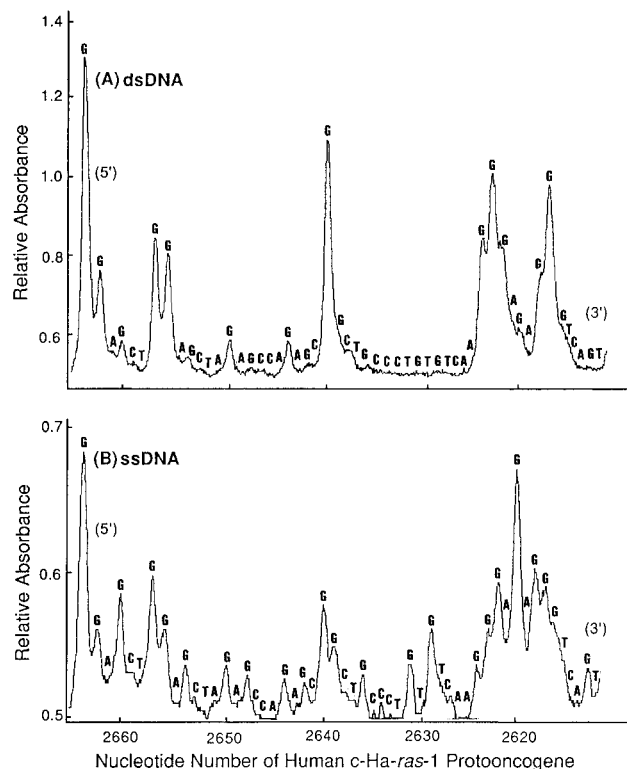 1.4
G
(A) dsDNA
1.2
(5')
G
1.0
G G
0.8
G G G G G G
0.6
(3')
A G C T A G C T A G A G C C A G A G C G C T G C C C T G T G T C A A A G A G T C A G T
Relative Absorbance
0.7
G
(B) ssDNA
G
(5')
0.6
G G G A G C T G G C T A G A G C C A G A G C G G C T G C C T G T G T C A A G G G A A G G G T C A G T
(3')
0.5
Relative Absorbance
2660 2650 2640 2630 2620
Nucleotide Number of Human c-Ha-ras-1 Protooncogene